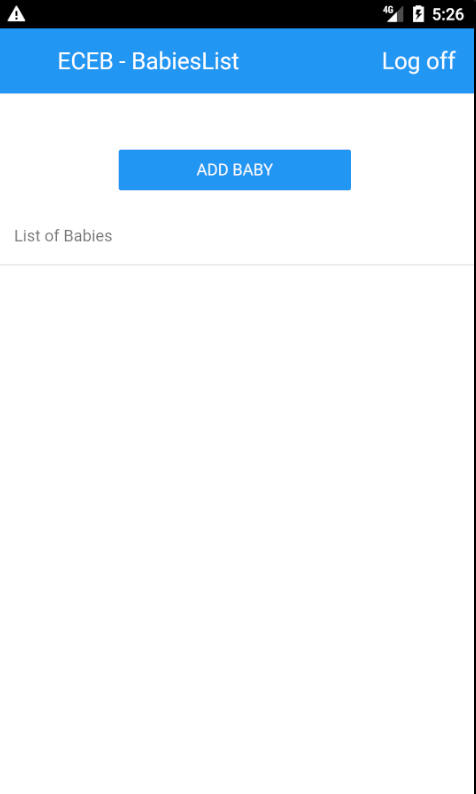 4G 5:26
ECEB - BabiesList Log off
ADD BABY
List of Babies